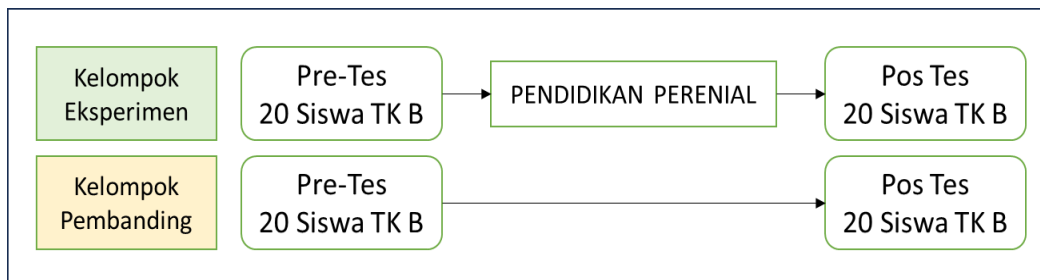 Kelompok
Eksperimen
Pre-Tes
20 Siswa TK B
PENDIDIKAN PERENIAL
Pos Tes
20 Siswa TK B
Kelompok
Pembanding
Pre-Tes
20 Siswa TK B
Pos Tes
20 Siswa TK B